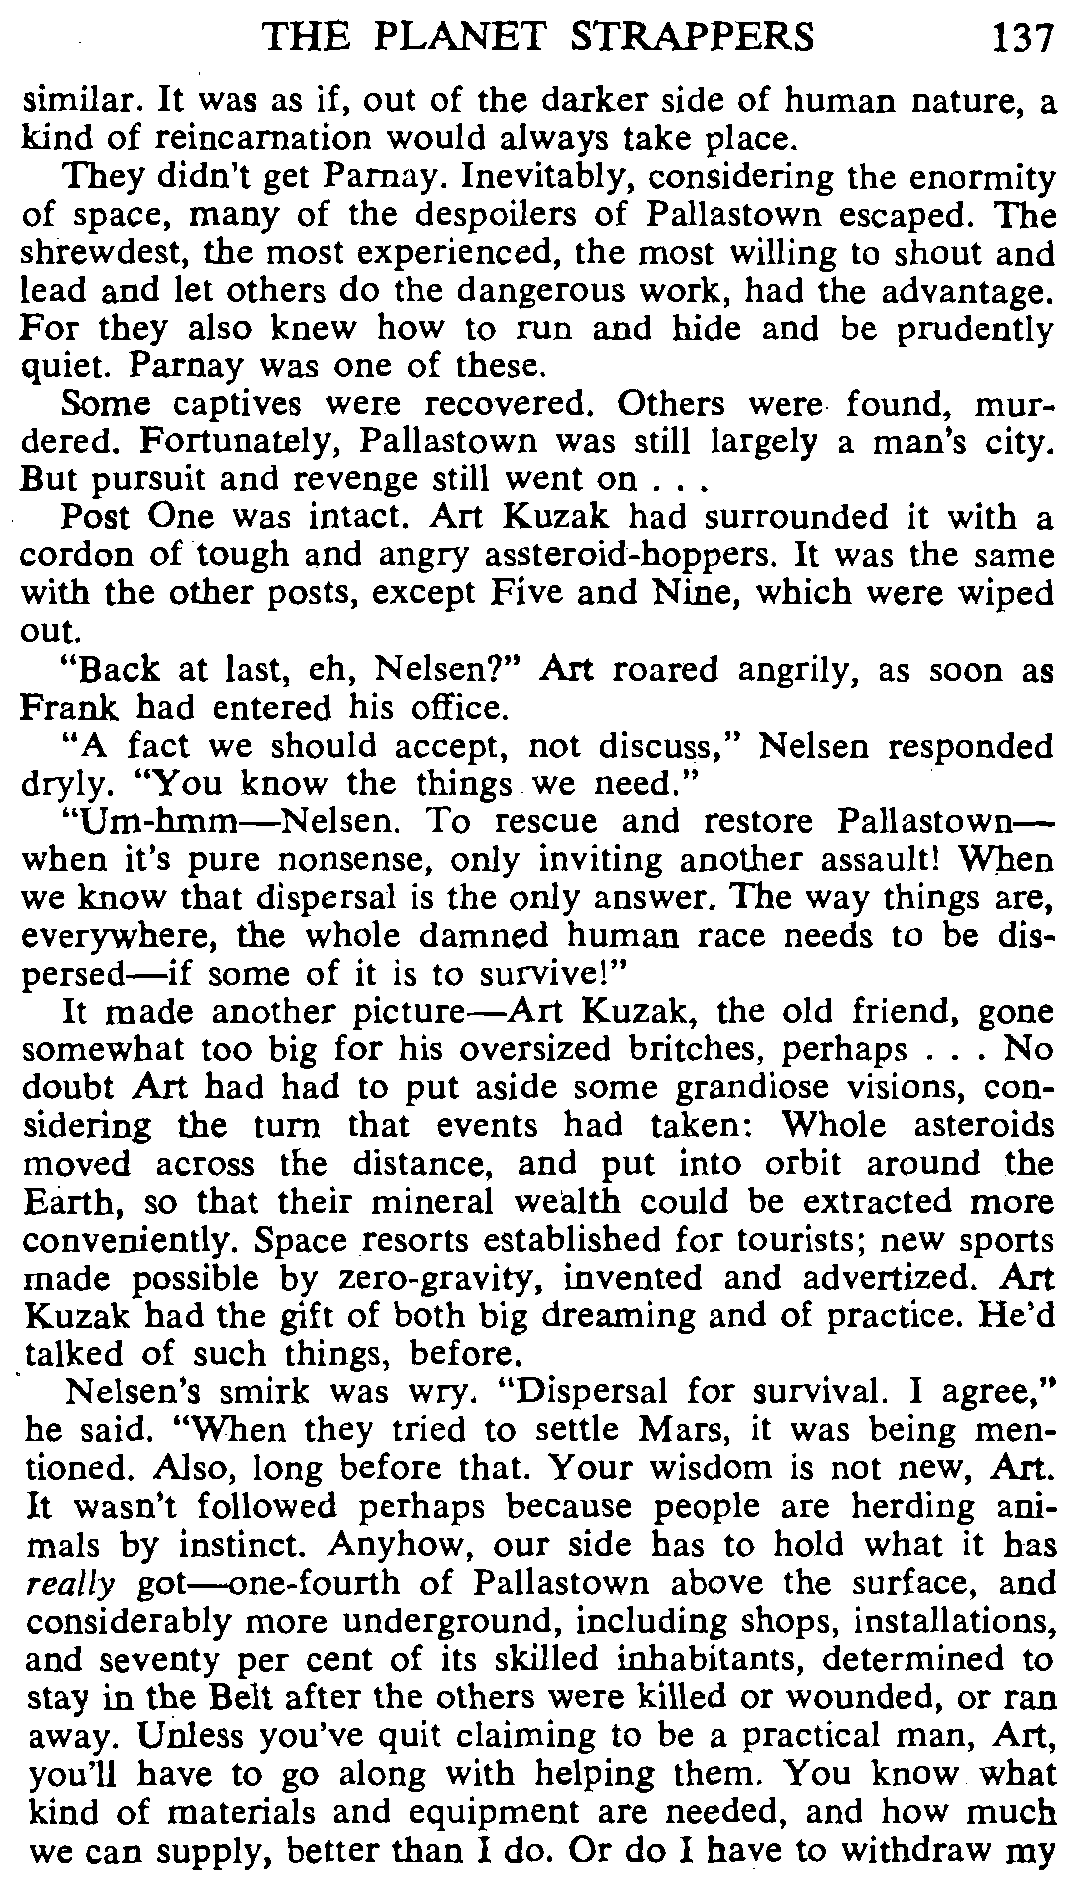 THE PLANET STRAPPERS 137
similar. It was as if, out of the darker side of human nature, a
kind of reincarnation would always take place.
They didn't get Parnay. Inevitably, considering the enormity
of space, many of the despoilers of Pallastown escaped. The
shrewdest, the most experienced, the most willing to shout and
lead and let others do the dangerous work, had the advantage.
For they also knew how to run and hide and be prudently
quiet. Parnay was one of these.
Some captives were recovered. Others were found, mur-
dered. Fortunately, Pallastown was still largely a man's city.
But pursuit and revenge still went on . . .
Post One was intact. Art Kuzak had surrounded it with a
cordon of tough and angry assteroid-hoppers. It was the same
with the other posts, except Five and Nine, which were wiped
out.
"Back at last, eh, Nelsen?" Art roared angrily, as soon as
Frank had entered his office.
"A fact we should accept, not discuss," Nelsen responded
dryly. "You know the things we need."
"Um-hmm—Nelsen. To rescue and restore Pallastown—
when it's pure nonsense, only inviting another assault! When
we know that dispersal is the only answer. The way things are,
everywhere, the whole damned human race needs to be dis-
persed—if some of it is to survive!"
It made another picture—Art Kuzak, the old friend, gone
somewhat too big for his oversized britches, perhaps . . . No
doubt Art had had to put aside some grandiose visions, con-
sidering the turn that events had taken: Whole asteroids
moved across the distance, and put into orbit around the
Earth, so that their mineral wealth could be extracted more
conveniently. Space resorts established for tourists; new sports
made possible by zero-gravity, invented and advertized. Art
Kuzak had the gift of both big dreaming and of practice. He'd
talked of such things, before.
Nelsen's smirk was wry. "Dispersal for survival. I agree,"
he said. "When they tried to settle Mars, it was being men-
tioned. Also, long before that. Your wisdom is not new, Art.
It wasn't followed perhaps because people are herding ani-
mals by instinct. Anyhow, our side has to hold what it has
really got—one-fourth of Pallastown above the surface, and
considerably more underground, including shops, installations,
and seventy per cent of its skilled inhabitants, determined to
stay in the Belt after the others were killed or wounded, or ran
away. Unless you've quit claiming to be a practical man, Art,
you'll have to go along with helping them. You know what
kind of materials and equipment are needed, and how much
we can supply, better than I do. Or do I have to withdraw my